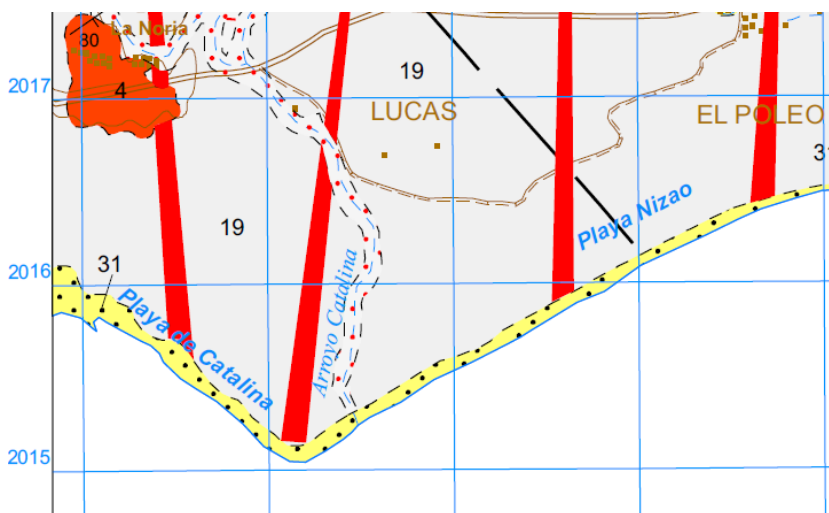 30
La Noria
2017
4
19
LUCAS
EL POLEO
31
19
Playa Nizao
2016
31
Playa de Catalina
Arroyo Catalina
2015